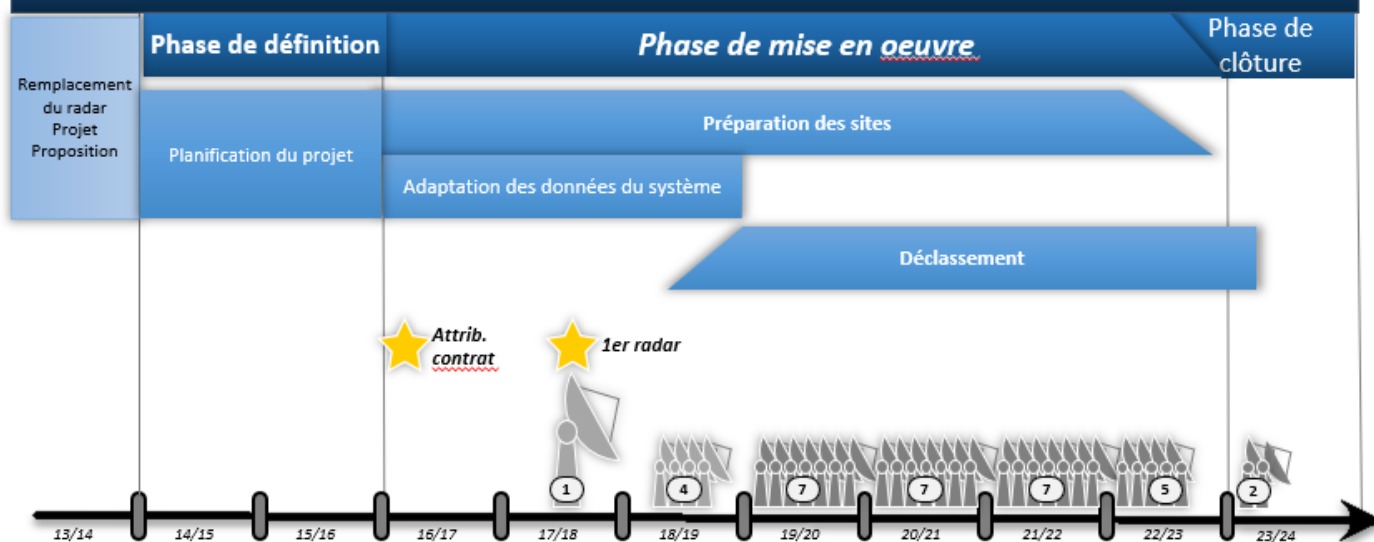 Remplacement
du radar
Projet
Proposition
Phase de définition
Phase de mise en oeuvre
Phase de
clôture
Planification du projet
Préparation des sites
Adaptation des données du système
Déclassement
Attrib.
contrat
1er radar
1
4
7
7
7
5
2
13/14
14/15
15/16
16/17
17/18
18/19
19/20
20/21
21/22
22/23
23/24